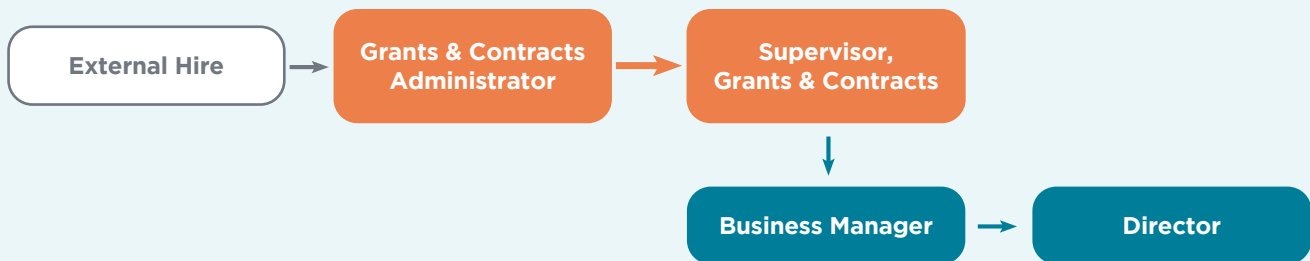 External Hire
Grants & Contracts
Administrator
Supervisor,
Grants & Contracts
Business Manager
Director